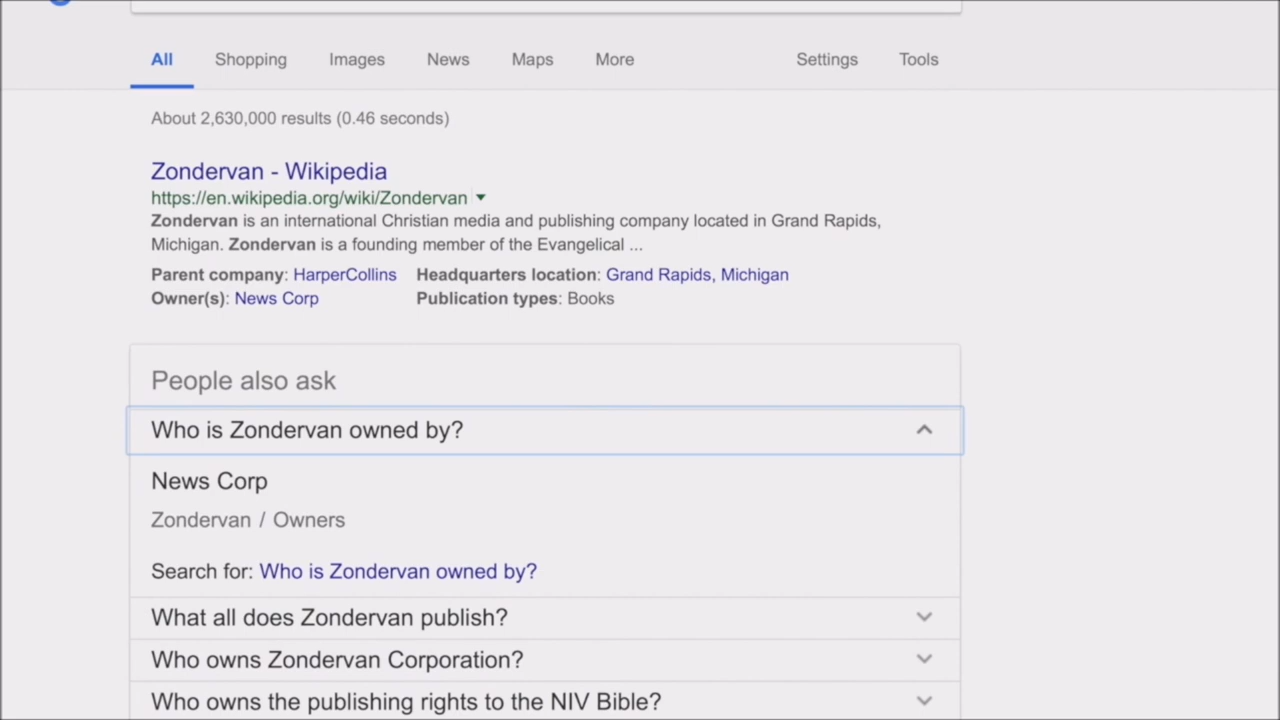 All Shopping Images News Maps More Settings Tools
About 2,630,000 results (0.46 seconds)
Zondervan - Wikipedia
https://en.wikipedia.org/wiki/Zondervan
Zondervan is an international Christian media and publishing company located in Grand Rapids,
Michigan. Zondervan is a founding member of the Evangelical ...
Parent company: HarperCollins Headquarters location: Grand Rapids, Michigan
Owner(s): News Corp Publication types: Books
People also ask
Who is Zondervan owned by?
News Corp
Zondervan / Owners
Search for: Who is Zondervan owned by?
What all does Zondervan publish?
Who owns Zondervan Corporation?
Who owns the publishing rights to the NIV Bible?